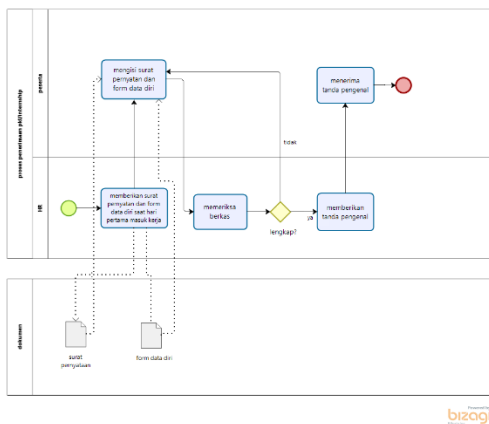 proses penerimaan pkl/internship
peserta
mengisi surat
pernyatan dan
form data diri
menerima
tanda pengenal
tidak
HR
memberikan surat
pernyatan dan form
data diri saat hari
pertama masuk kerja
memeriksa
berkas
lengkap?
ya
memberikan
tanda pengenal
dokumen
surat
pernyataan
form data diri
Powered by
bizagi